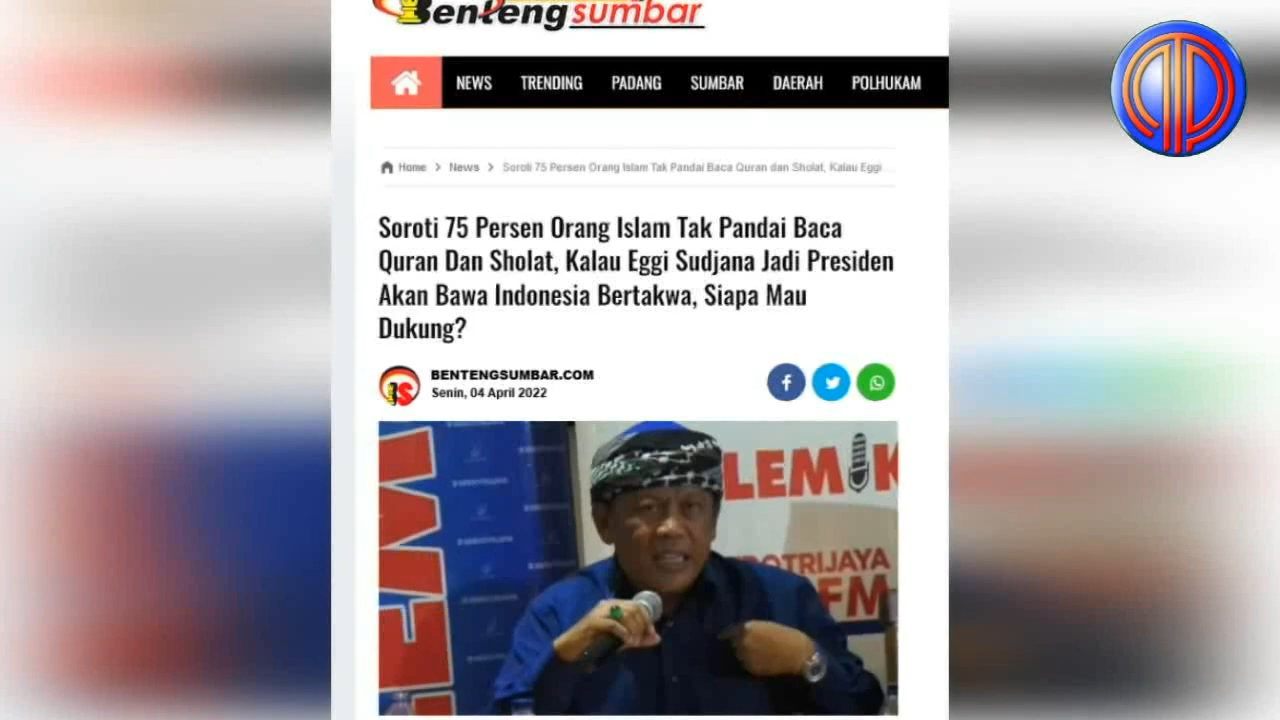 Bentengsumbar
NEWS TRENDING PADANG SUMBAR DAERAH POLHUKAM
Home > News > Soroti 75 Persen Orang Islam Tak Pandai Baca Quran dan Sholat, Kalau Eggi
Soroti 75 Persen Orang Islam Tak Pandai Baca
Quran Dan Sholat, Kalau Eggi Sudjana Jadi Presiden
Akan Bawa Indonesia Bertakwa, Siapa Mau
Dukung?
BENTENGSUMBAR.COM
Senin, 04 April 2022
LEMIK
OTRIJAYA
FM